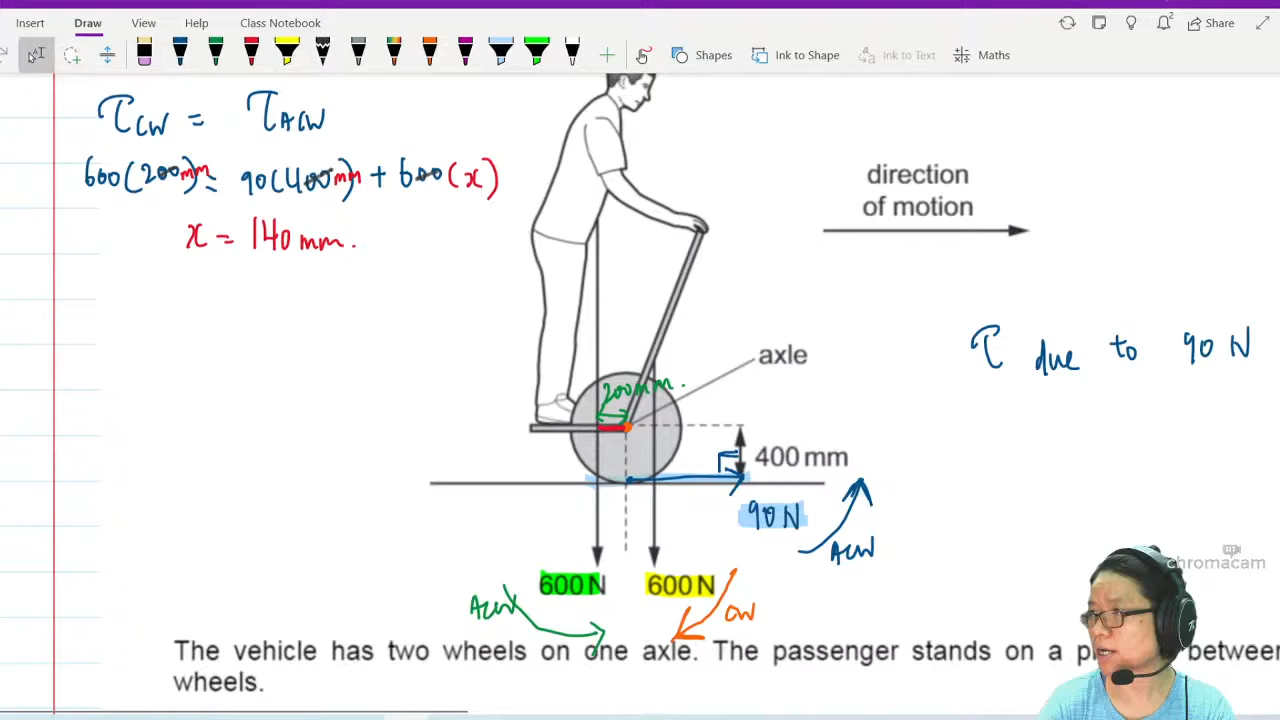 Insert Draw View Help Class Notebook Share
Shapes Ink to Shape Ink to Text Maths
τCW = τACW
600(200mm) = 90(400mm) + 600(x)
x = 140mm.
direction
of motion
τ due to 90 N
axle
200mm.
400 mm
90 N
ACW
600 N
600 N
ACW
CW
chromacam
The vehicle has two wheels on one axle. The passenger stands on a between
wheels.